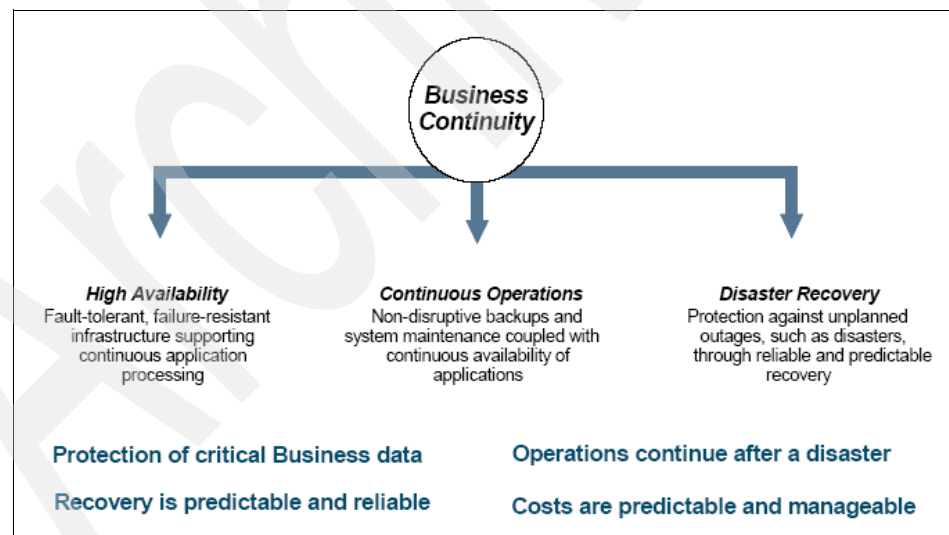 Business
Continuity
High Availability
Fault-tolerant, failure-resistant
infrastructure supporting
continuous application
processing
Continuous Operations
Non-disruptive backups and
system maintenance coupled with
continuous availability of
applications
Disaster Recovery
Protection against unplanned
outages, such as disasters,
through reliable and predictable
recovery
Protection of critical Business data
Recovery is predictable and reliable
Operations continue after a disaster
Costs are predictable and manageable